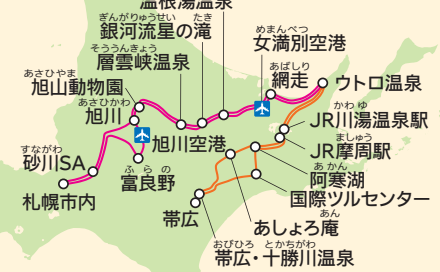 温根湯温泉
ぎんがりゅうせい たき
銀河流星の滝
そううんきょう
層雲峡温泉
めまんべつ
女満別空港
あさひやま
旭山動物園
あばしり
網走
ウトロ温泉
あさひかわ
旭川
かわ ゆ
JR川湯温泉駅
旭川空港
ましゅう
JR摩周駅
すながわ
砂川SA
ふ ら の
富良野
あかん
阿寒湖
札幌市内
国際ツルセンター
帯広
あん
あしょろ庵
おびひろ とかちがわ
帯広・十勝川温泉